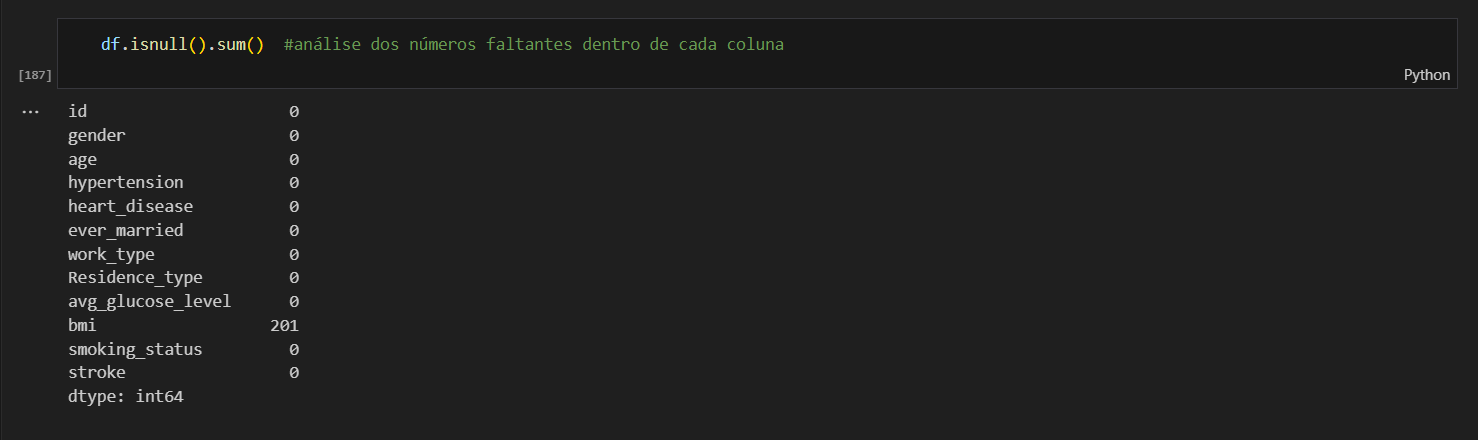 df.isnull().sum()  #análise dos números faltantes dentro de cada coluna
[187]
Python
...
id 0
gender 0
age 0
hypertension 0
heart_disease 0
ever_married 0
work_type 0
Residence_type 0
avg_glucose_level 0
bmi 201
smoking_status 0
stroke 0
dtype: int64